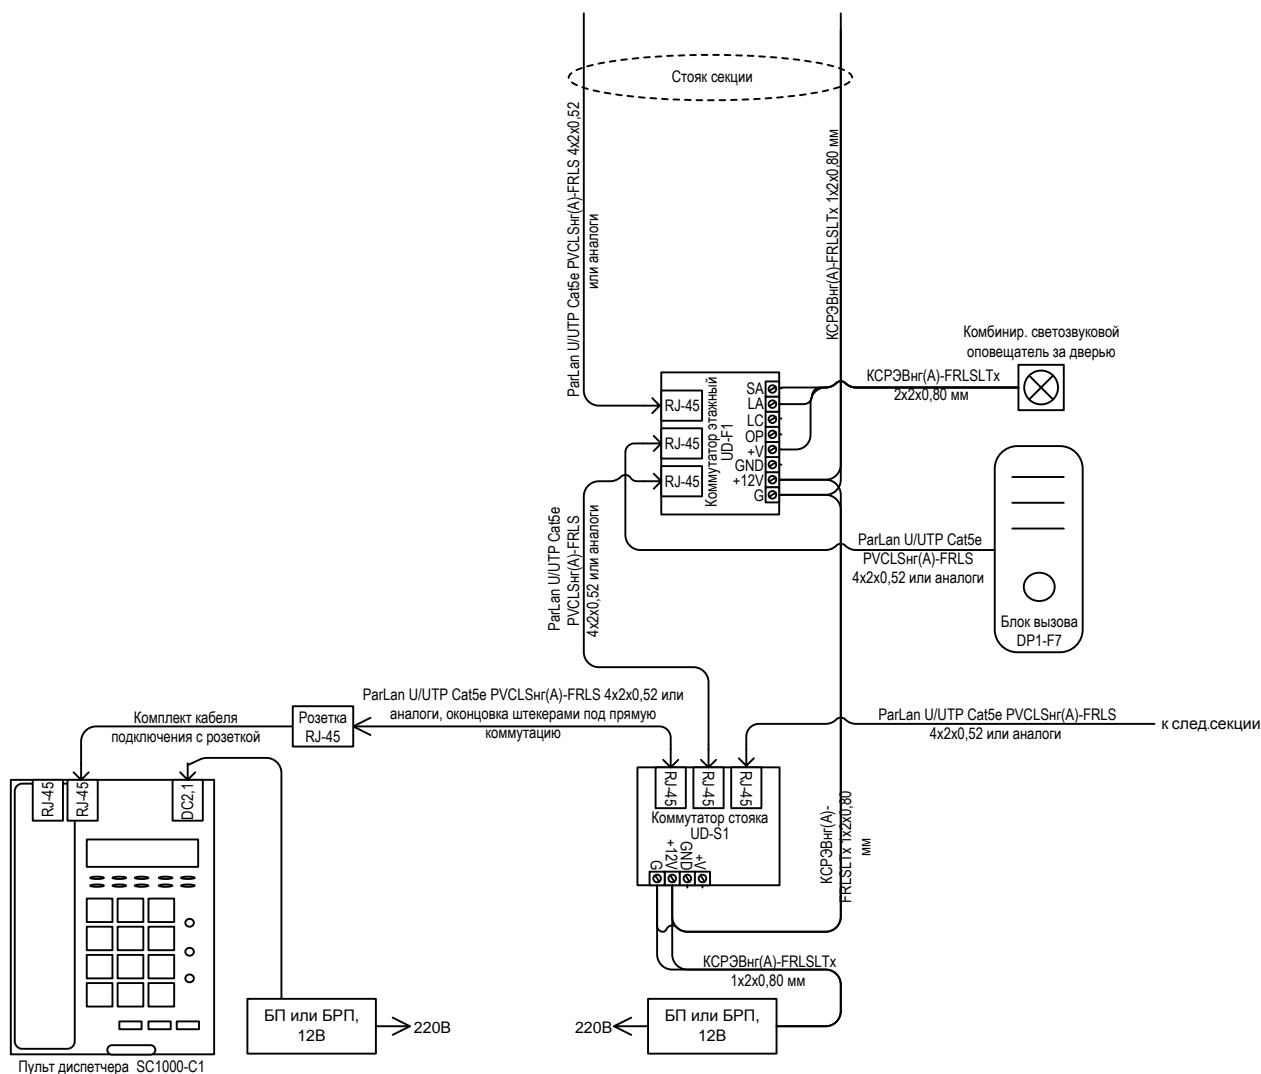 Стояк секции
ParLan U/UTP Cat5e PVCLSнг(A)-FRLS 4x2x0,52
или аналоги
КСРЭВнг(А)-FRLSLTx 1x2x0,80 мм
Комбинир. светозвуковой
оповещатель за дверью
КСРЭВнг(А)-FRLSLTx
2x2x0,80 мм
RJ-45
RJ-45
RJ-45
Коммутатор этажный
UD-F1
SA
LA
LC
OP
+V
GND
+12V
G
ParLan U/UTP Cat5e
PVCLSнг(A)-FRLS
4x2x0,52 или аналоги
ParLan U/UTP Cat5e
PVCLSнг(A)-FRLS
4x2x0,52 или аналоги
Блок вызова
DP1-F7
ParLan U/UTP Cat5e PVCLSнг(A)-FRLS 4x2x0,52 или
аналоги, оконцовка штекерами под прямую
коммутацию
Комплект кабеля
подключения с розеткой
Розетка
RJ-45
ParLan U/UTP Cat5e PVCLSнг(A)-FRLS
4x2x0,52 или аналоги
к след.секции
RJ-45
RJ-45
DC2,1
RJ-45
RJ-45
RJ-45
Коммутатор стояка
UD-S1
G
+12V
GND
+V
КСРЭВнг(А)-
FRLSLTx 1x2x0,80
мм
КСРЭВнг(А)-FRLSLTx
1x2x0,80 мм
БП или БРП,
12В
220В
220В
БП или БРП,
12В
Пульт диспетчера SC1000-C1